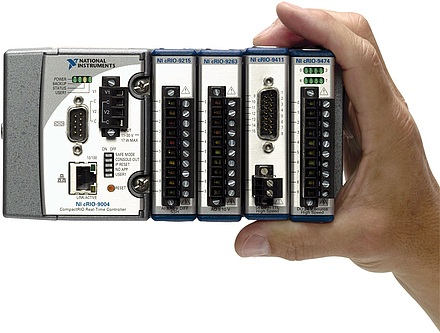 NATIONAL
INSTRUMENTS
POWER
BACKUP
STATUS
USER1
V1
C
V2
C
17 W MAX
ON OFF
SAFE MODE
CONSOLE OUT
IP RESET
NO APP
USER1
10/100
LINK/ACTIVE
RESET
NI cRIO-9004
CompactRIO Real-Time Controller
NI cRIO-9215
NI cRIO-9263
NI cRIO-9411
High Speed
NI cRIO-9474
High Speed